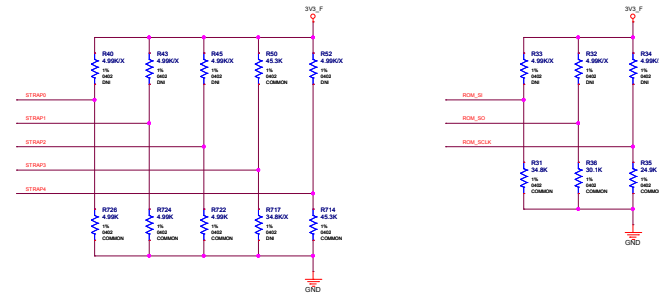 3V3_F
3V3_F
R40
4.99K/X
1%
0402
DNI
R43
4.99K/X
1%
0402
DNI
R45
4.99K/X
1%
0402
DNI
R50
45.3K
1%
0402
COMMON
R52
4.99K/X
1%
0402
DNI
R33
4.99K/X
1%
0402
DNI
R32
4.99K/X
1%
0402
DNI
R34
4.99K/
1%
0402
DNI
STRAP0
STRAP1
STRAP2
STRAP3
STRAP4
ROM_SI
ROM_SO
ROM_SCLK
R31
34.8K
1%
0402
COMMON
R36
30.1K
1%
0402
COMMON
R35
24.9K
1%
0402
COMMON
R726
4.99K
1%
0402
COMMON
R724
4.99K
1%
0402
COMMON
R722
4.99K
1%
0402
COMMON
R717
34.8K/X
1%
0402
DNI
R714
45.3K
1%
0402
COMMON
GND
GND